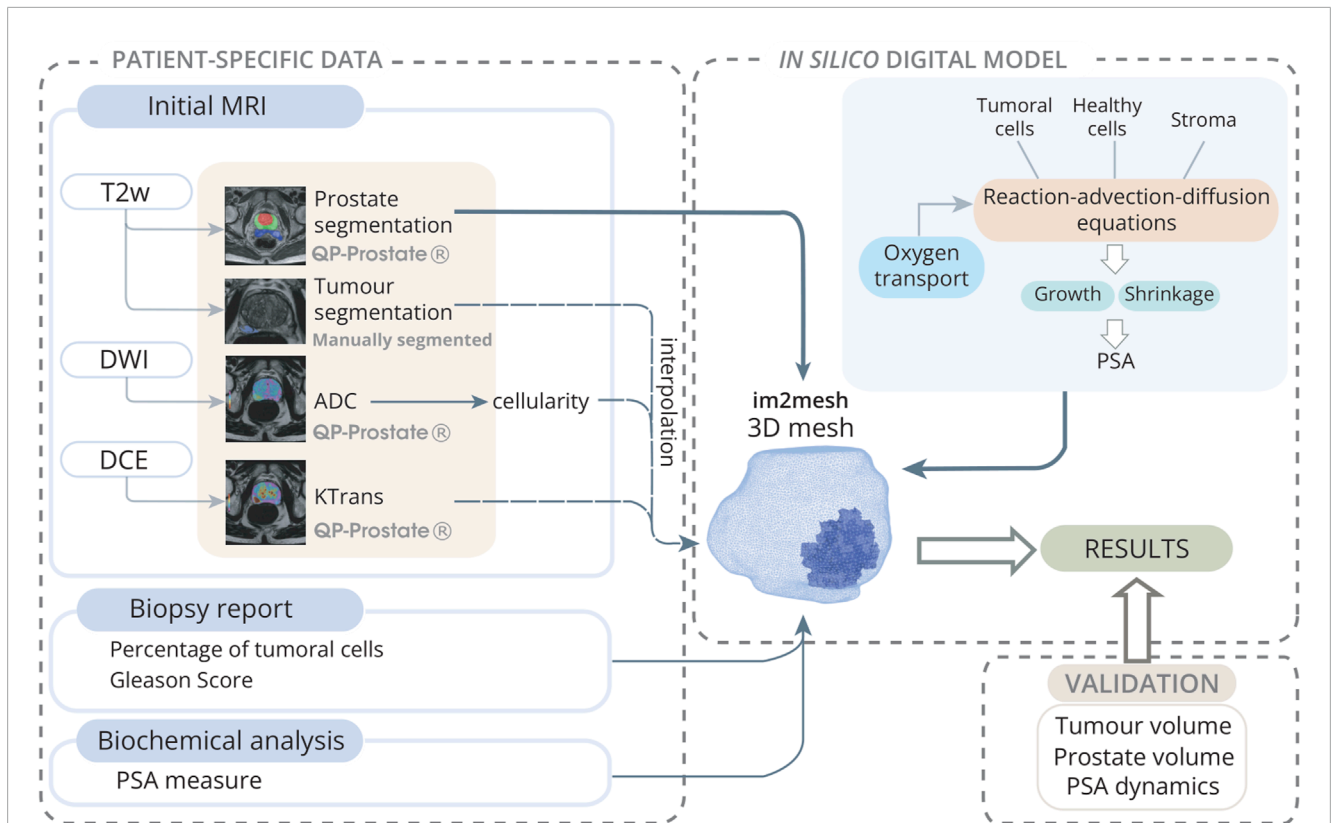 PATIENT-SPECIFIC DATA
Initial MRI
T2w
Prostate
segmentation
QP-Prostate®
Tumour
segmentation
Manually segmented
DWI
ADC
cellularity
QP-Prostate®
DCE
KTrans
QP-Prostate®
interpolation
Biopsy report
Percentage of tumoral cells
Gleason Score
Biochemical analysis
PSA measure
IN SILICO DIGITAL MODEL
Tumoral
cells
Healthy
cells
Stroma
Reaction-advection-diffusion
equations
Oxygen
transport
Growth
Shrinkage
PSA
im2mesh
3D mesh
RESULTS
VALIDATION
Tumour volume
Prostate volume
PSA dynamics